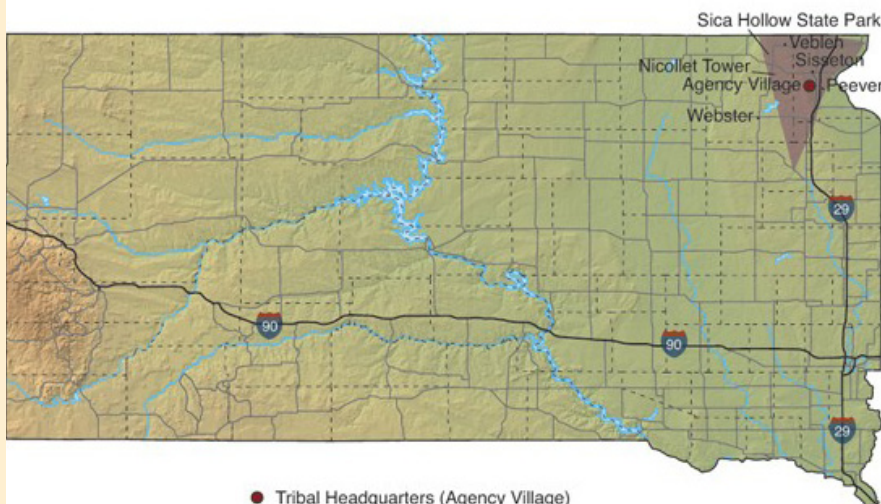 Sica Hollow State Park
Veblen
Sisseton
Nicollet Tower
Agency Village
Peever
Webster
29
90
90
29
Tribal Headquarters (Agency Village)